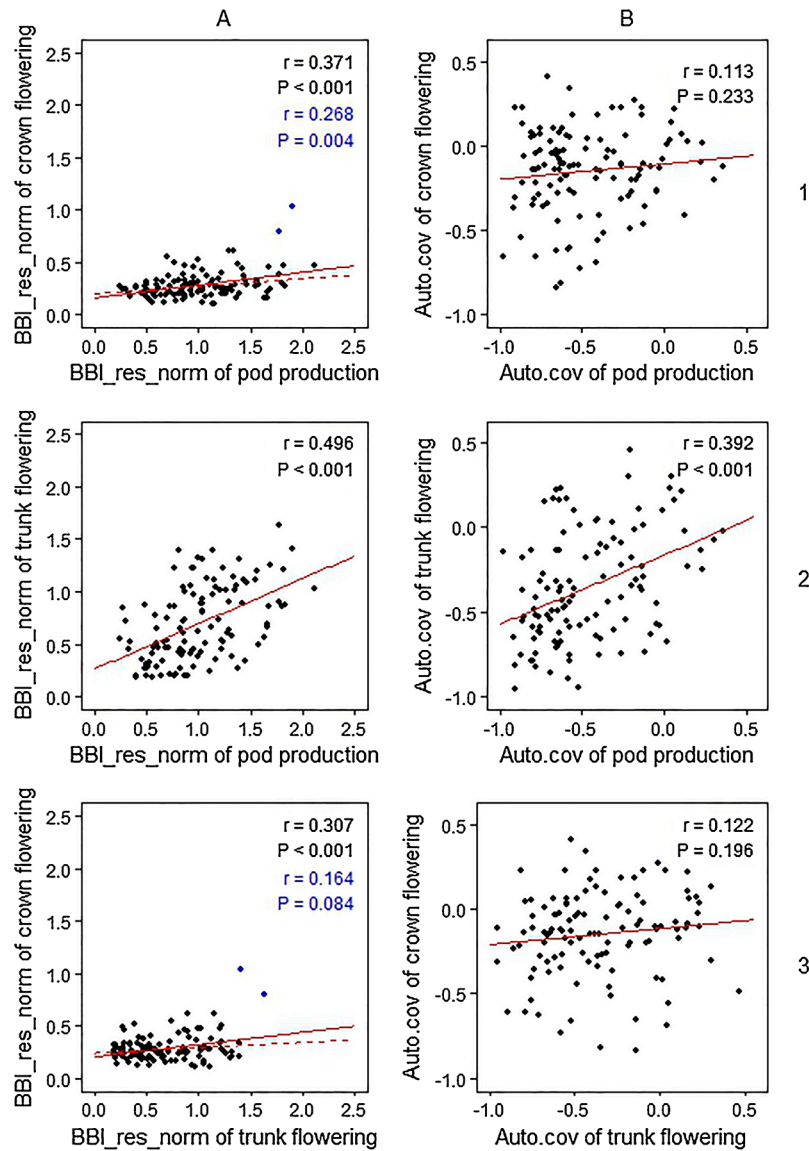 A
B
BBI_res_norm of crown flowering
2.5
2.0
1.5
1.0
0.5
0.0
r = 0.371
P < 0.001
r = 0.268
P = 0.004
0.0 0.5 1.0 1.5 2.0 2.5
BBI_res_norm of pod production
Auto.cov of crown flowering
0.5
0.0
-0.5
-1.0
r = 0.113
P = 0.233
-1.0 -0.5 0.0 0.5
Auto.cov of pod production
1
BBI_res_norm of trunk flowering
2.5
2.0
1.5
1.0
0.5
0.0
r = 0.496
P < 0.001
0.0 0.5 1.0 1.5 2.0 2.5
BBI_res_norm of pod production
Auto.cov of trunk flowering
0.5
0.0
-0.5
-1.0
r = 0.392
P < 0.001
-1.0 -0.5 0.0 0.5
Auto.cov of pod production
2
BBI_res_norm of crown flowering
2.5
2.0
1.5
1.0
0.5
0.0
r = 0.307
P < 0.001
r = 0.164
P = 0.084
0.0 0.5 1.0 1.5 2.0 2.5
BBI_res_norm of trunk flowering
Auto.cov of crown flowering
0.5
0.0
-0.5
-1.0
r = 0.122
P = 0.196
-1.0 -0.5 0.0 0.5
Auto.cov of trunk flowering
3